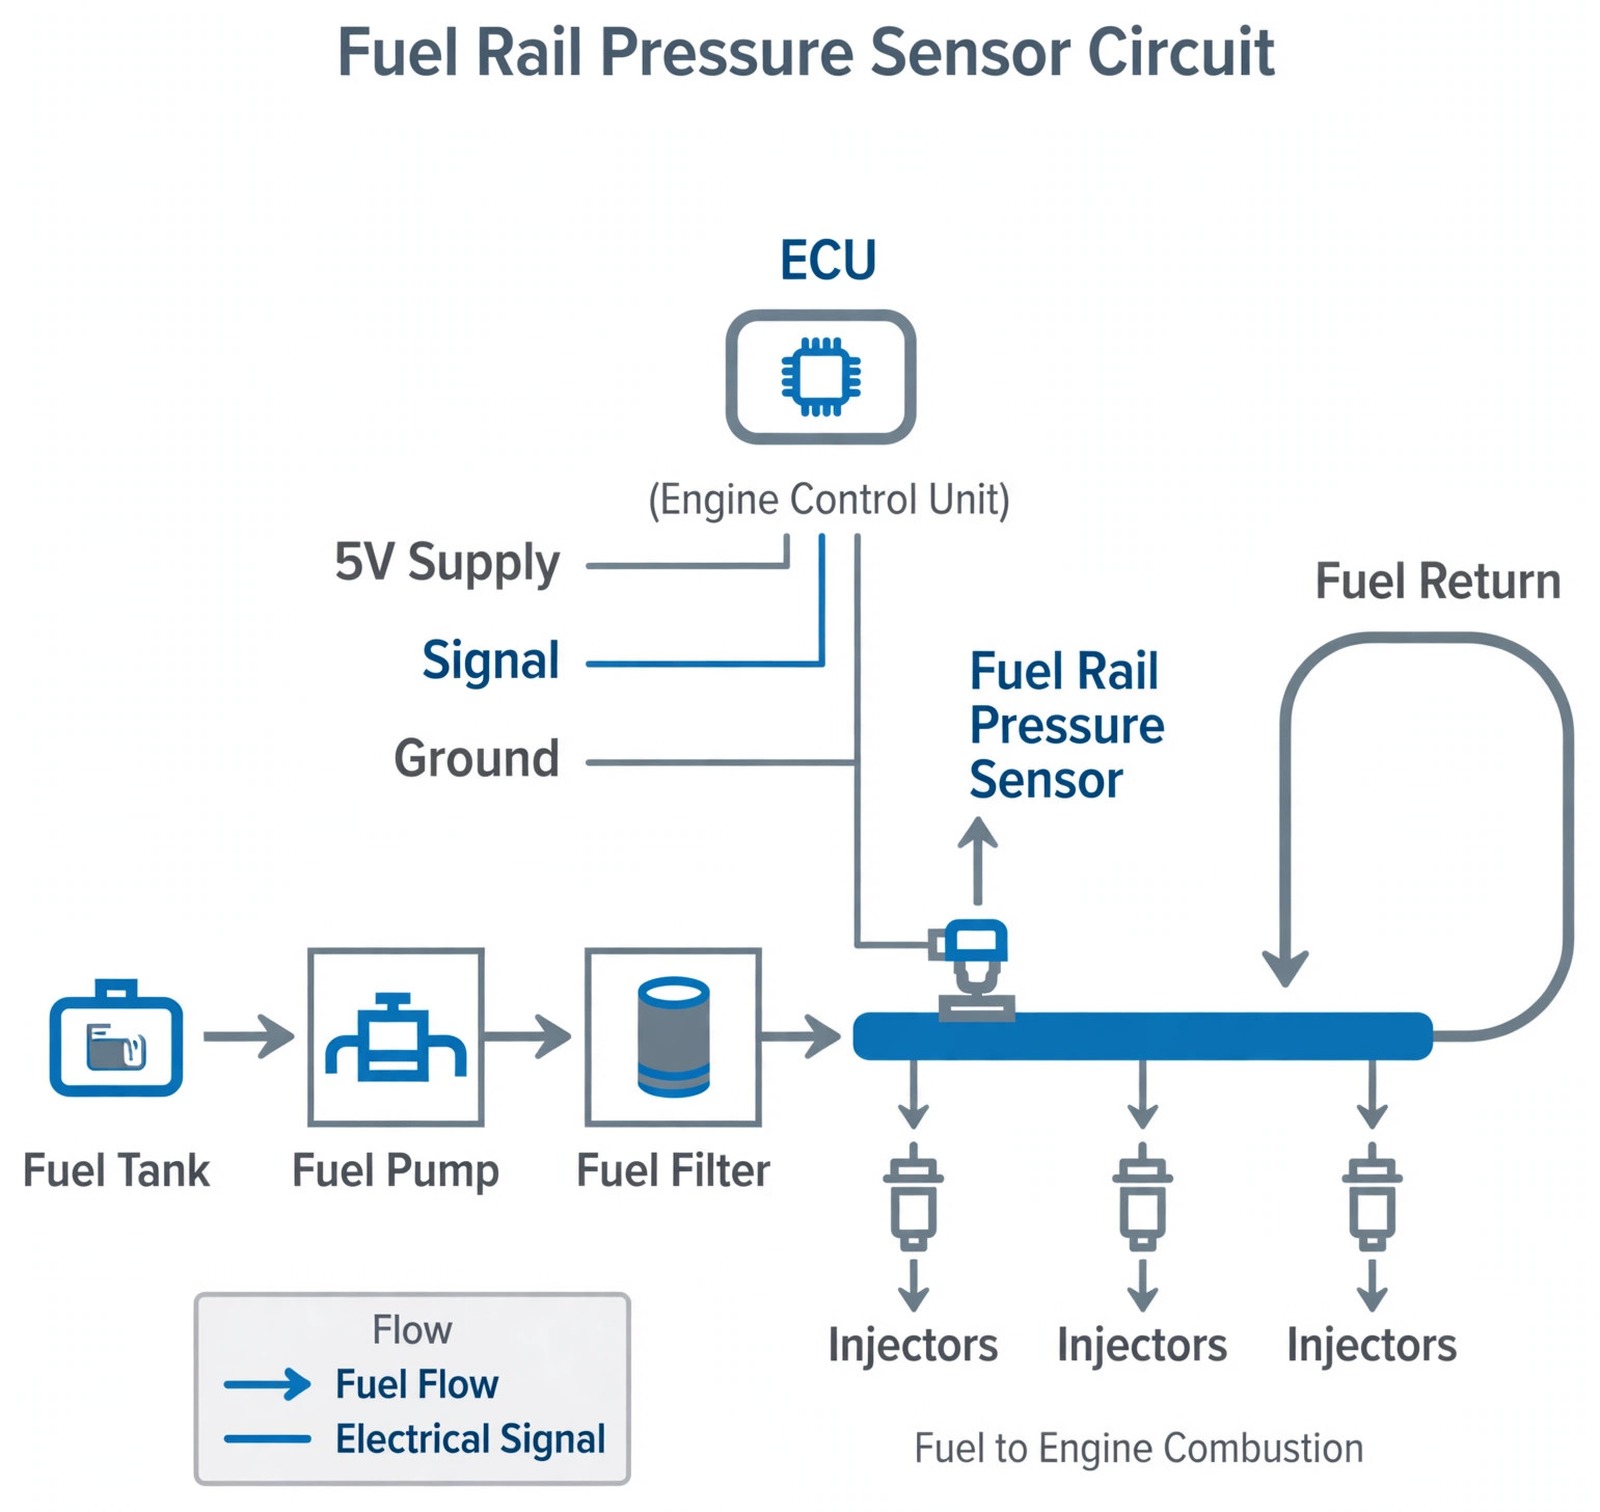 Fuel Rail Pressure Sensor Circuit
ECU
(Engine Control Unit)
5V Supply
Signal
Ground
Fuel Return
Fuel Rail
Pressure
Sensor
Fuel Tank
Fuel Pump
Fuel Filter
Injectors
Injectors
Injectors
Fuel to Engine Combustion
Flow
Fuel Flow
Electrical Signal